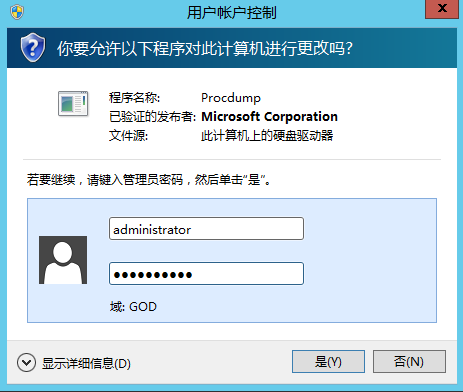 用户帐户控制
你要允许以下程序对此计算机进行更改吗?
程序名称: Procdump
已验证的发布者: Microsoft Corporation
文件源: 此计算机上的硬盘驱动器
若要继续，请键入管理员密码，然后单击"是"。
administrator
●●●●●●●●●●
域: GOD
显示详细信息(D) 是(Y) 否(N)